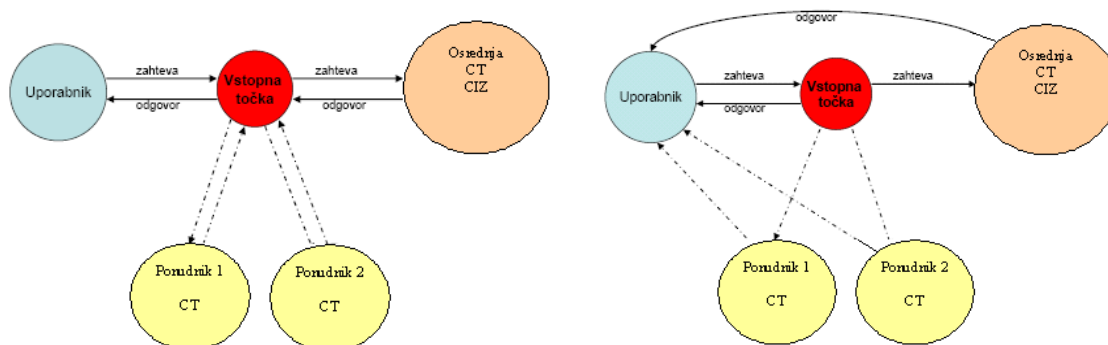 Uporabnik
zahteva
odgovor
Vstopna
točka
zahteva
odgovor
Osrednja
CT
CIZ
Ponudnik 1
CT
Ponudnik 2
CT
odgovor
Uporabnik
zahteva
odgovor
Vstopna
točka
zahteva
Osrednja
CT
CIZ
Ponudnik 1
CT
Ponudnik 2
CT